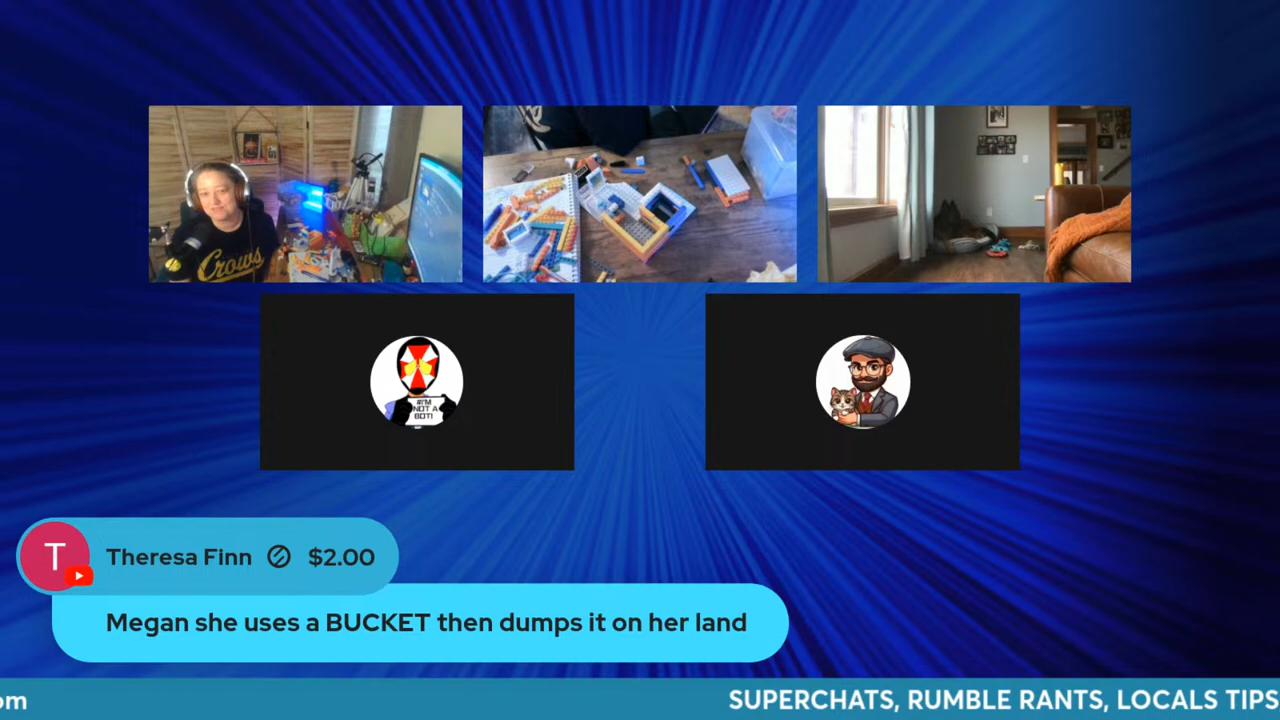 Crows
#I'M
NOT A
BOT!
T
Theresa Finn
$2.00
Megan she uses a BUCKET then dumps it on her land
om
SUPERCHATS, RUMBLE RANTS, LOCALS TIPS